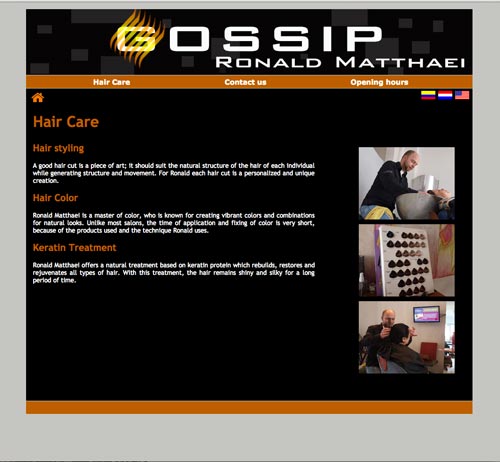 GOSSIP
RONALD MATTHAEI
Hair Care
Contact us
Opening hours
Hair Care
Hair styling
A good hair cut is a piece of art; it should suit the natural structure of the hair of each individual
while generating structure and movement. For Ronald each hair cut is a personalized and unique
creation.
Hair Color
Ronald Matthaei is a master of color, who is known for creating vibrant colors and combinations
for natural looks. Unlike most salons, the time of application and fixing of color is very short,
because of the products used and the technique Ronald uses.
Keratin Treatment
Ronald Matthaei offers a natural treatment based on keratin protein which rebuilds, restores and
rejuvenates all types of hair. With this treatment, the hair remains shiny and silky for a long
period of time.